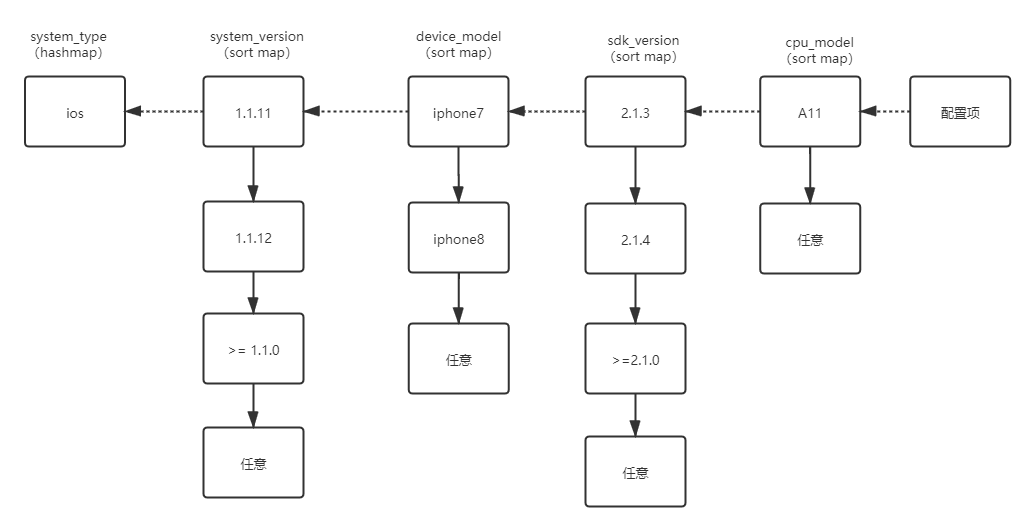 system_type
（hashmap）
system_version
（sort map）
device_model
（sort map）
sdk_version
（sort map）
cpu_model
（sort map）
ios
1.1.11
iphone7
2.1.3
A11
配置项
1.1.12
iphone8
2.1.4
任意
>= 1.1.0
任意
>=2.1.0
任意
任意